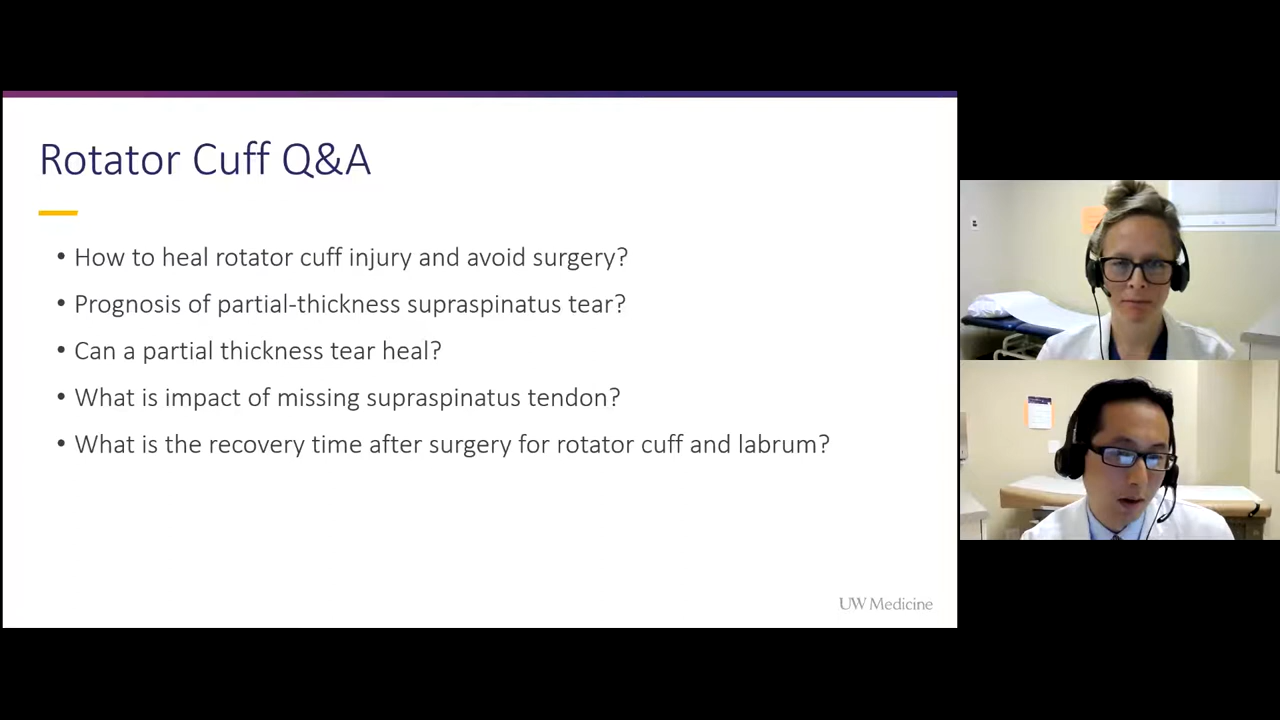 Rotator Cuff Q&A
• How to heal rotator cuff injury and avoid surgery?
• Prognosis of partial-thickness supraspinatus tear?
• Can a partial thickness tear heal?
• What is impact of missing supraspinatus tendon?
• What is the recovery time after surgery for rotator cuff and labrum?
UW Medicine